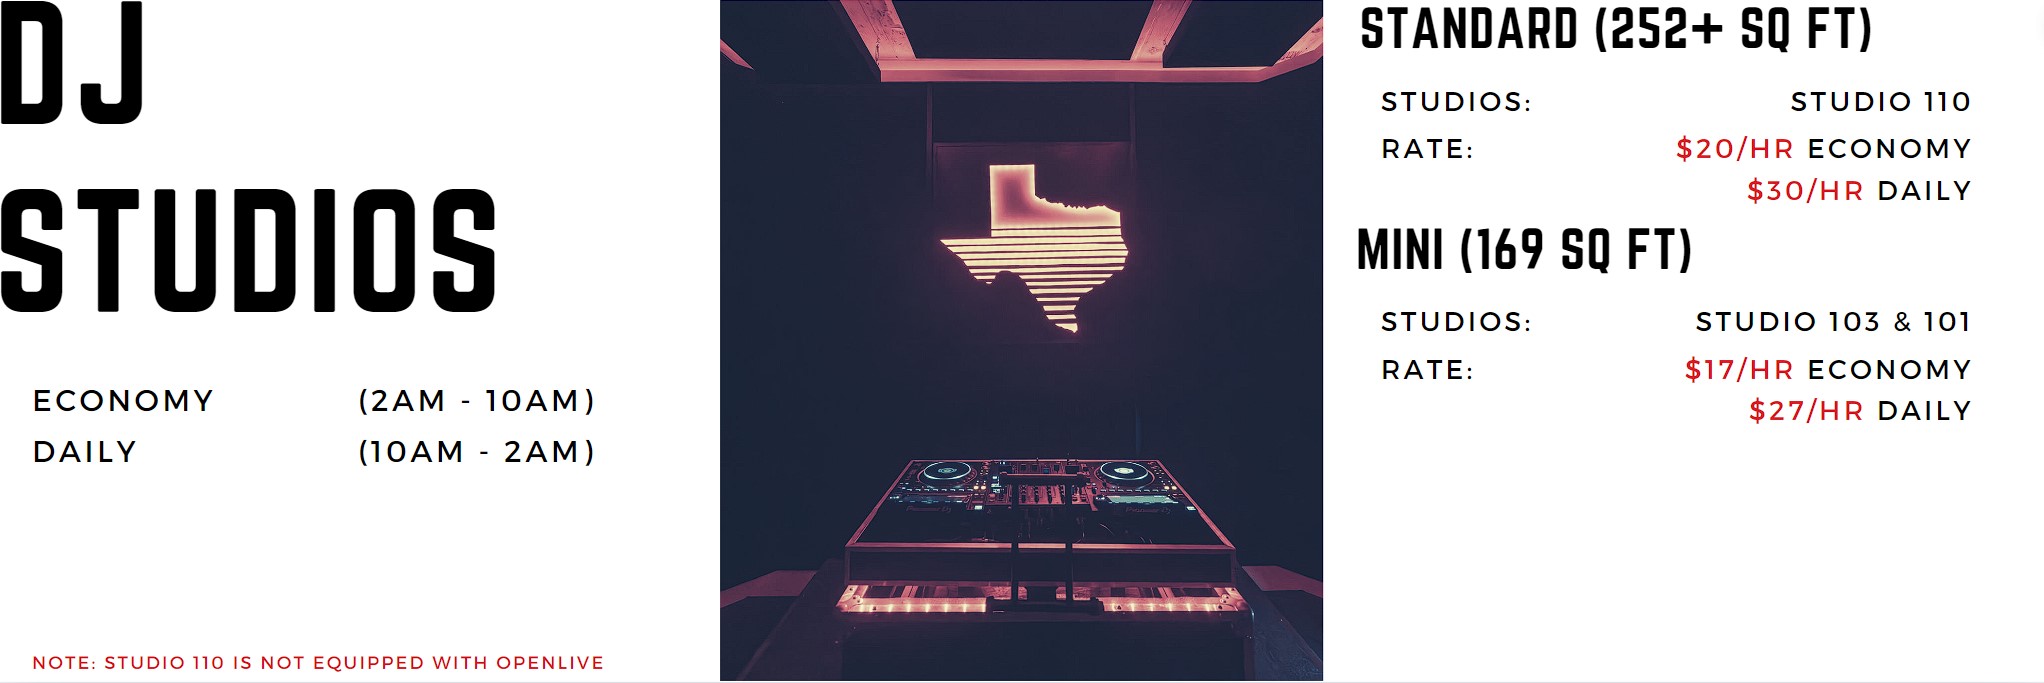 DJ
STUDIOS
ECONOMY (2AM - 10AM)
DAILY (10AM - 2AM)
NOTE: STUDIO 110 IS NOT EQUIPPED WITH OPENLIVE
STANDARD (252+ SQ FT)
STUDIOS: STUDIO 110
RATE: $20/HR ECONOMY
$30/HR DAILY
MINI (169 SQ FT)
STUDIOS: STUDIO 103 & 101
RATE: $17/HR ECONOMY
$27/HR DAILY